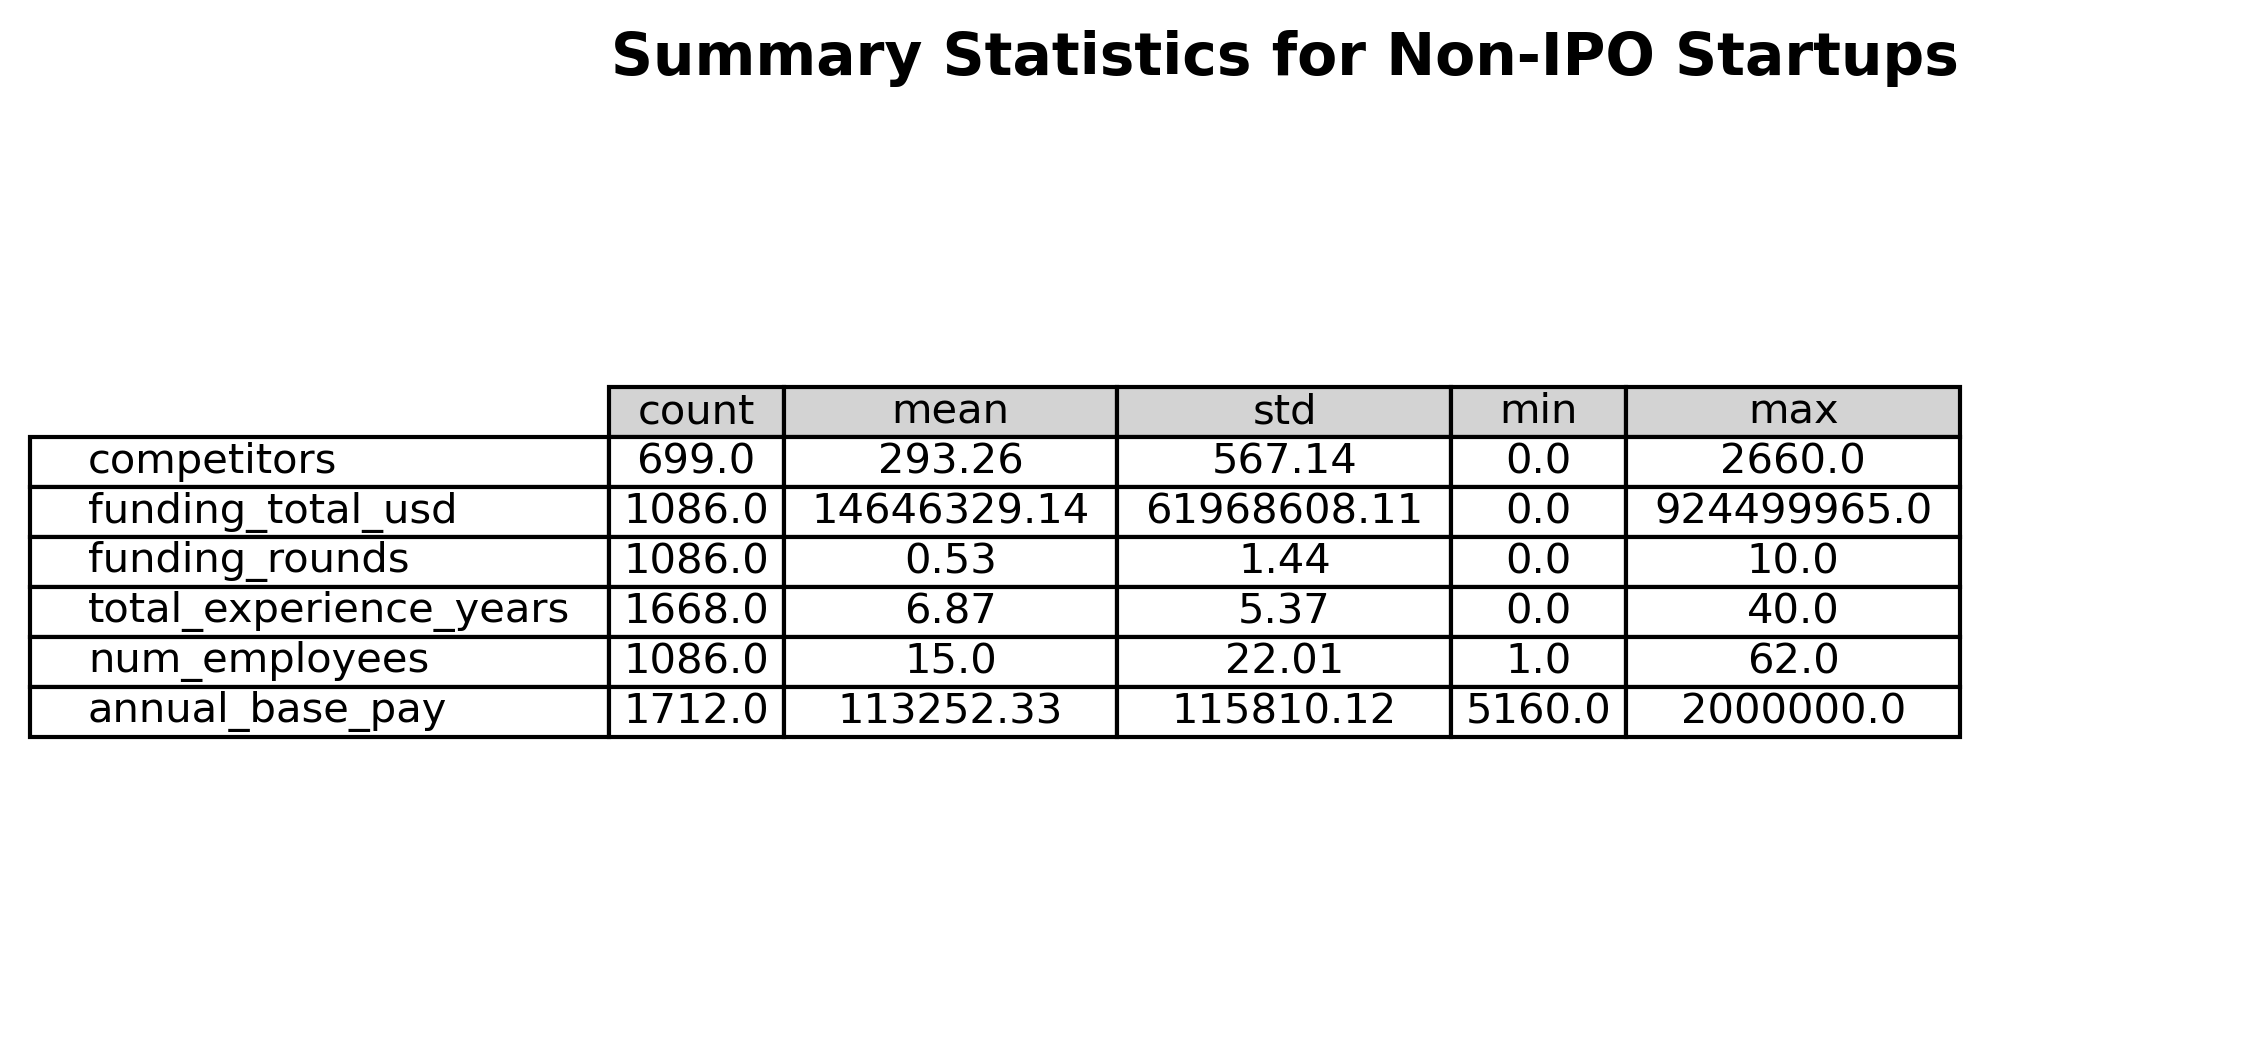 Summary Statistics for Non-IPO Startups
count mean std min max
competitors 699.0 293.26 567.14 0.0 2660.0
funding_total_usd 1086.0 14646329.14 61968608.11 0.0 924499965.0
funding_rounds 1086.0 0.53 1.44 0.0 10.0
total_experience_years 1668.0 6.87 5.37 0.0 40.0
num_employees 1086.0 15.0 22.01 1.0 62.0
annual_base_pay 1712.0 113252.33 115810.12 5160.0 2000000.0